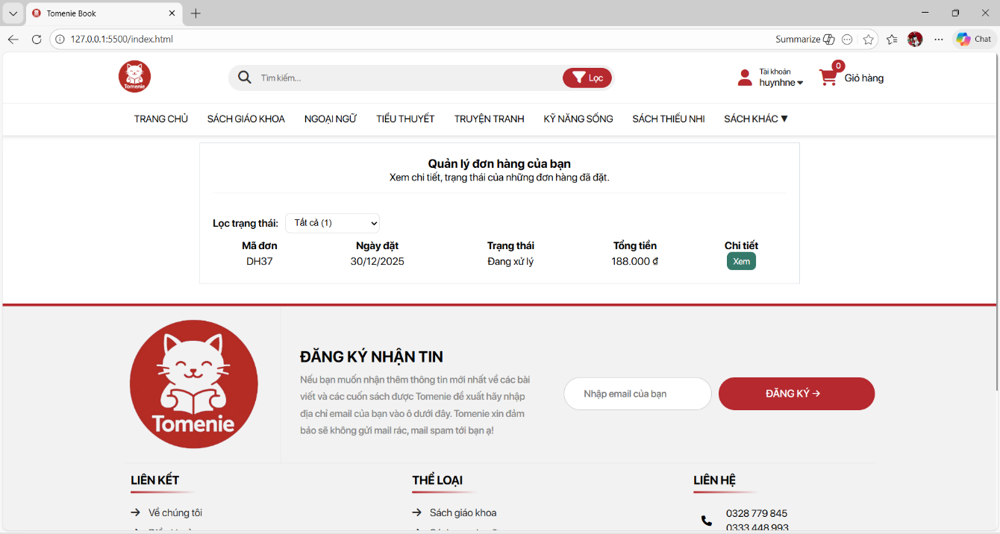 Tomenie Book
127.0.0.1:5500/index.html
Summarize
Chat
Tomenie
Tìm kiếm...
Lọc
Tài khoản
huynhne
0
Giỏ hàng
TRANG CHỦ SÁCH GIÁO KHOA NGOẠI NGỮ TIỂU THUYẾT TRUYỆN TRANH KỸ NĂNG SỐNG SÁCH THIẾU NHI SÁCH KHÁC ▼
Quản lý đơn hàng của bạn
Xem chi tiết, trạng thái của những đơn hàng đã đặt.
Lọc trạng thái: Tất cả (1)
Mã đơn Ngày đặt Trạng thái Tổng tiền Chi tiết
DH37 30/12/2025 Đang xử lý 188.000 ₫ Xem
Tomenie
ĐĂNG KÝ NHẬN TIN
Nếu bạn muốn nhận thêm thông tin mới nhất về các bài
viết và các cuốn sách được Tomenie đề xuất hãy nhập
địa chỉ email của bạn vào ô dưới đây. Tomenie xin đảm
bảo sẽ không gửi mail rác, mail spam tới bạn ạ!
Nhập email của bạn
ĐĂNG KÝ →
LIÊN KẾT THỂ LOẠI LIÊN HỆ
→ Về chúng tôi
→ Sách giáo khoa
0328 779 845
0333 448 993